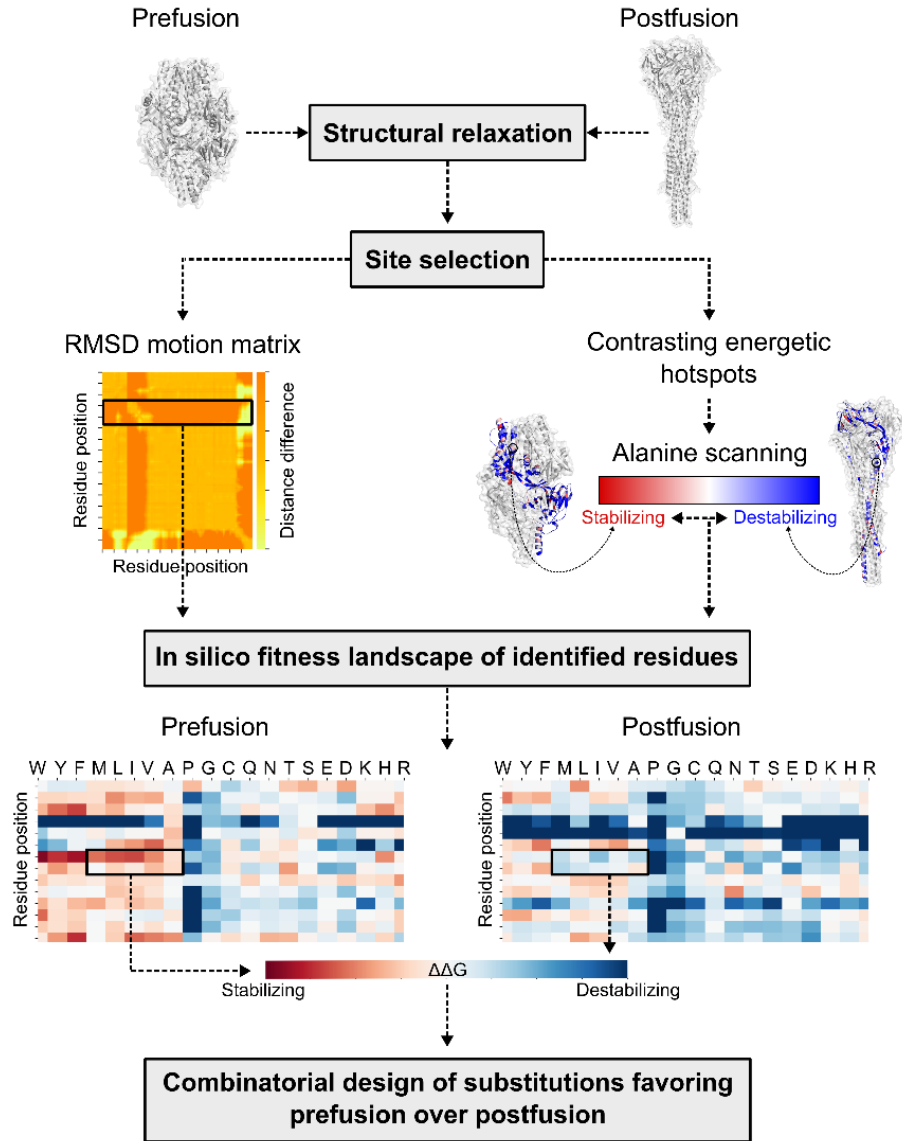 Prefusion
Postfusion
Structural relaxation
Site selection
RMSD motion matrix
Residue position
Distance difference
Residue position
Contrasting energetic
hotspots
Alanine scanning
Stabilizing
Destabilizing
In silico fitness landscape of identified residues
Prefusion
W Y F M L I V A P G C Q N T S E D K H R
Residue position
Postfusion
W Y F M L I V A P G C Q N T S E D K H R
Residue position
ΔΔG
Stabilizing
Destabilizing
Combinatorial design of substitutions favoring
prefusion over postfusion